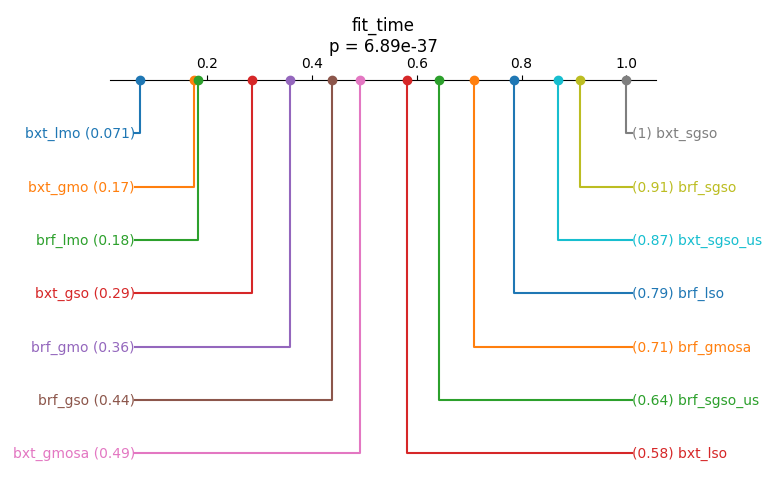 fit_time
p = 6.89e-37
0.2 0.4 0.6 0.8 1.0
bxt_lmo (0.071) (1) bxt_sgso
bxt_gmo (0.17) (0.91) brf_sgso
brf_lmo (0.18) (0.87) bxt_sgso_us
bxt_gso (0.29) (0.79) brf_lso
brf_gmo (0.36) (0.71) brf_gmosa
brf_gso (0.44) (0.64) brf_sgso_us
bxt_gmosa (0.49) (0.58) bxt_lso